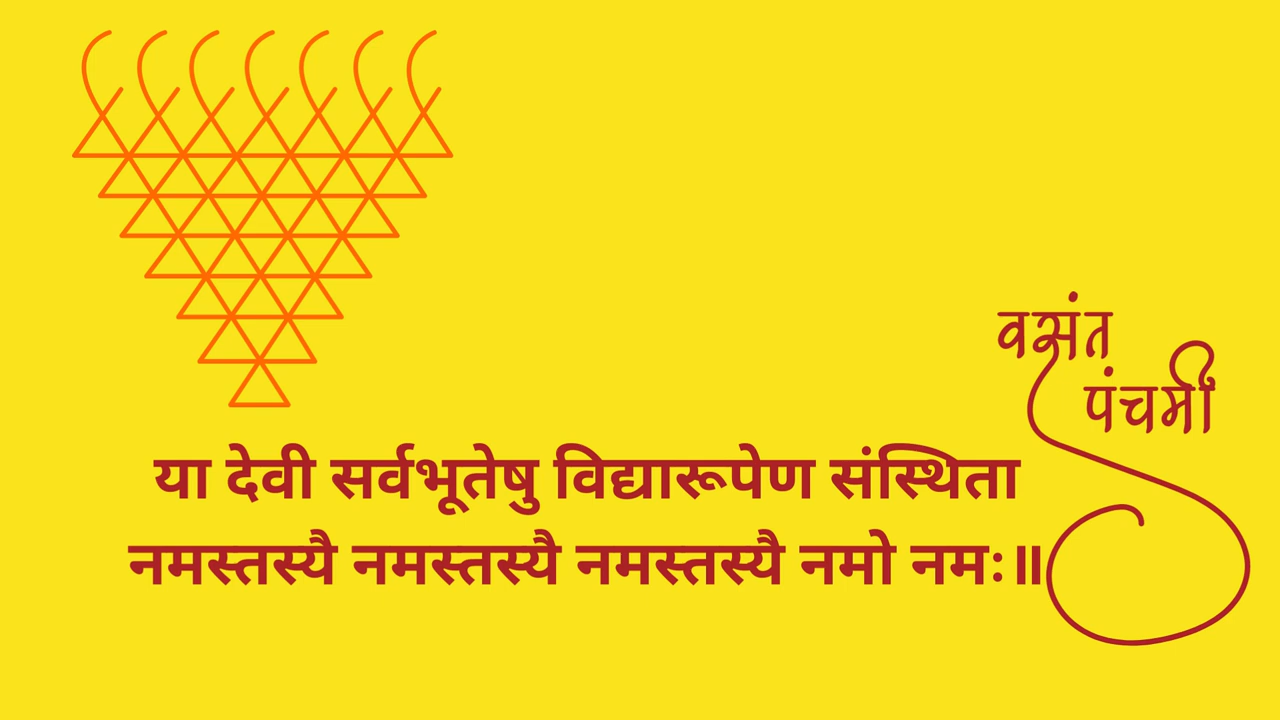 वसंत
पंचमी
या देवी सर्वभूतेषु विद्यारूपेण संस्थिता
नमस्तस्यै नमस्तस्यै नमस्तस्यै नमो नमः॥